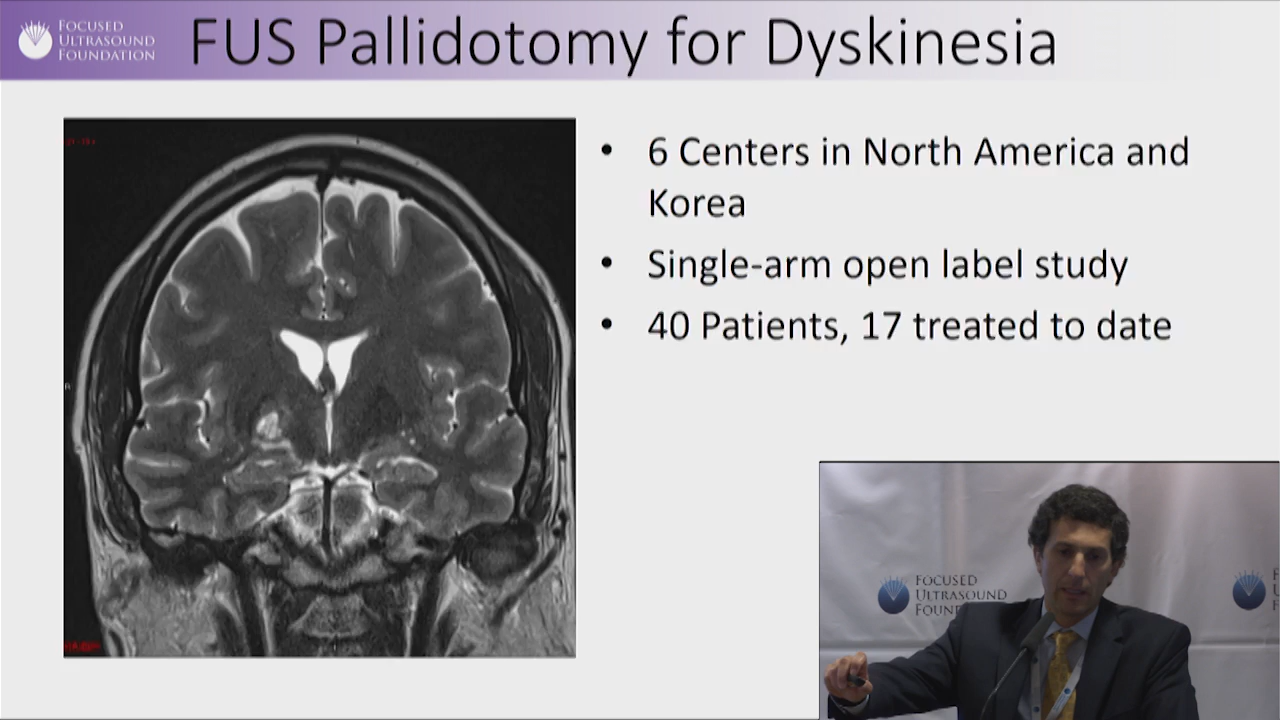 FOCUSED
ULTRASOUND
FOUNDATION
FUS Pallidotomy for Dyskinesia
• 6 Centers in North America and
Korea
• Single-arm open label study
• 40 Patients, 17 treated to date
FOCUSED
ULTRASOUND